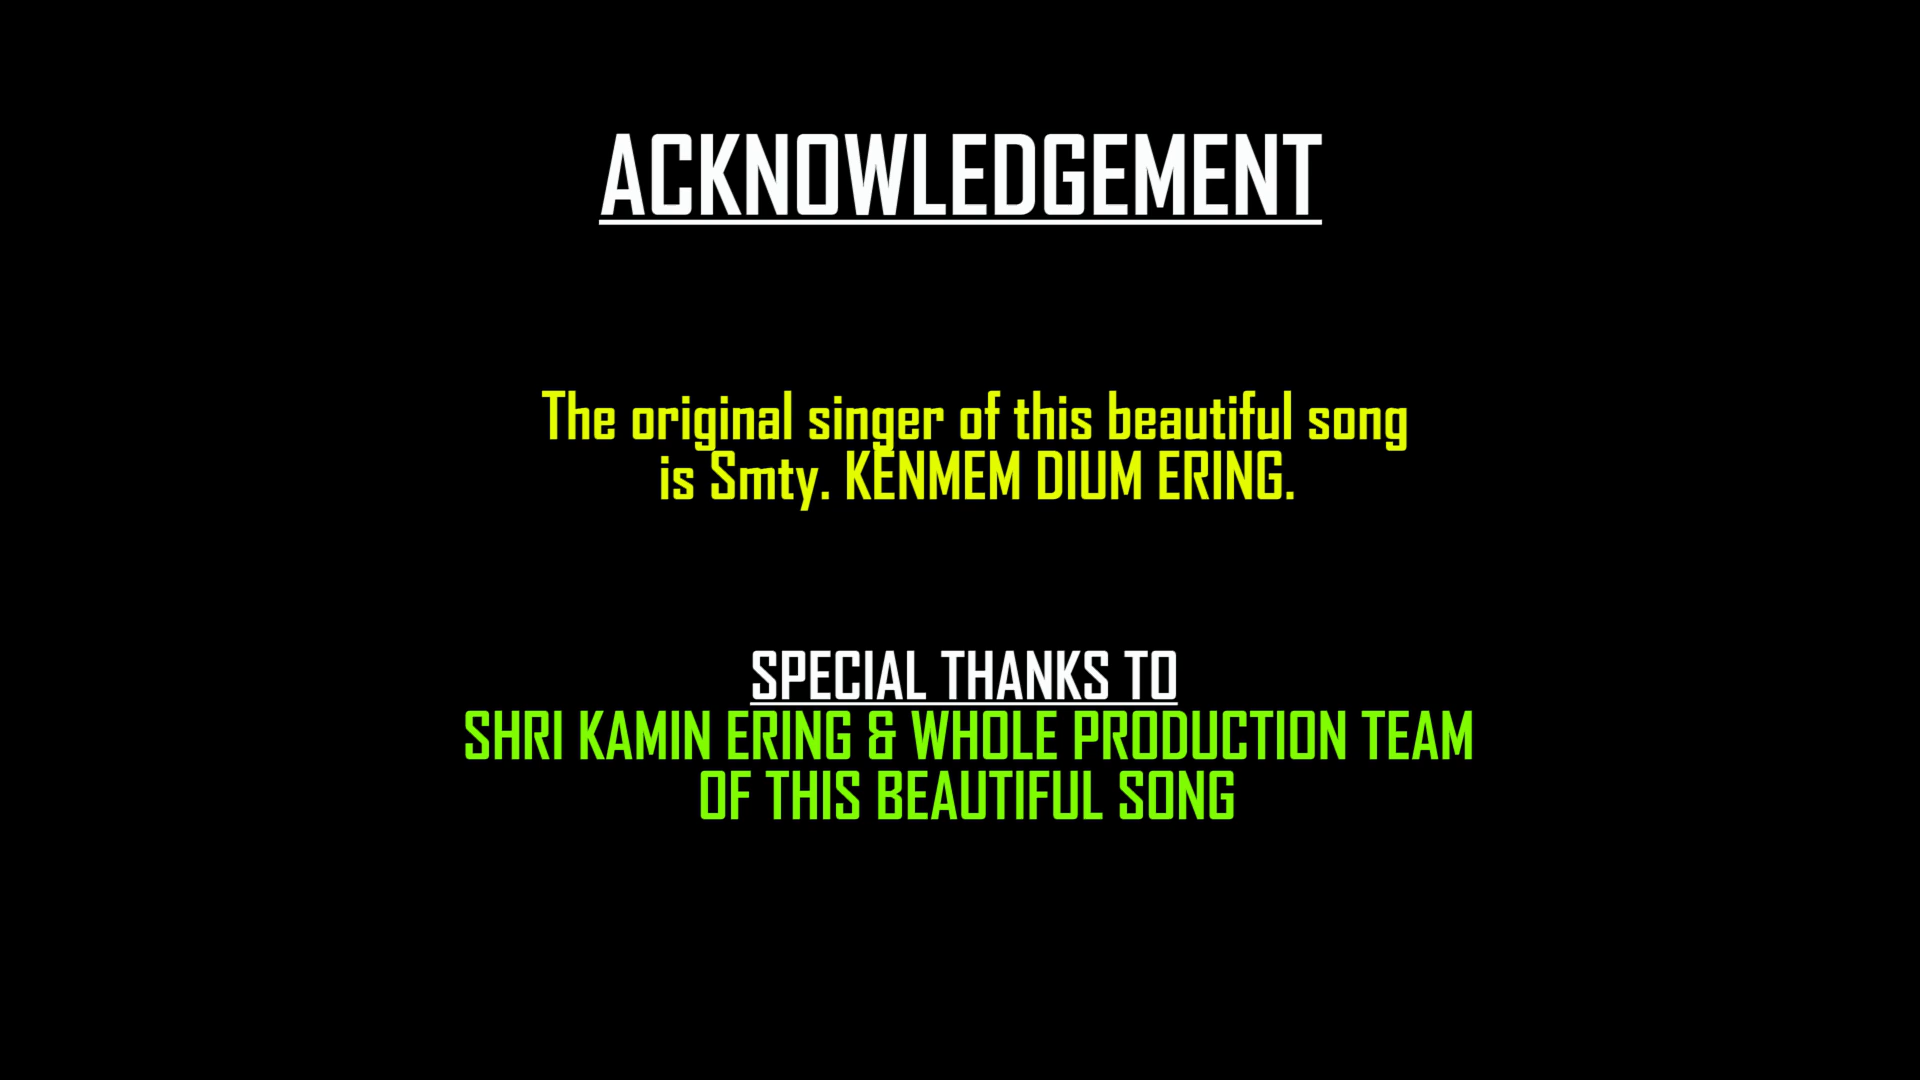 ACKNOWLEDGEMENT
The original singer of this beautiful song
is Smty. KENMEM DIUM ERING.
SPECIAL THANKS TO
SHRI KAMIN ERING & WHOLE PRODUCTION TEAM
OF THIS BEAUTIFUL SONG